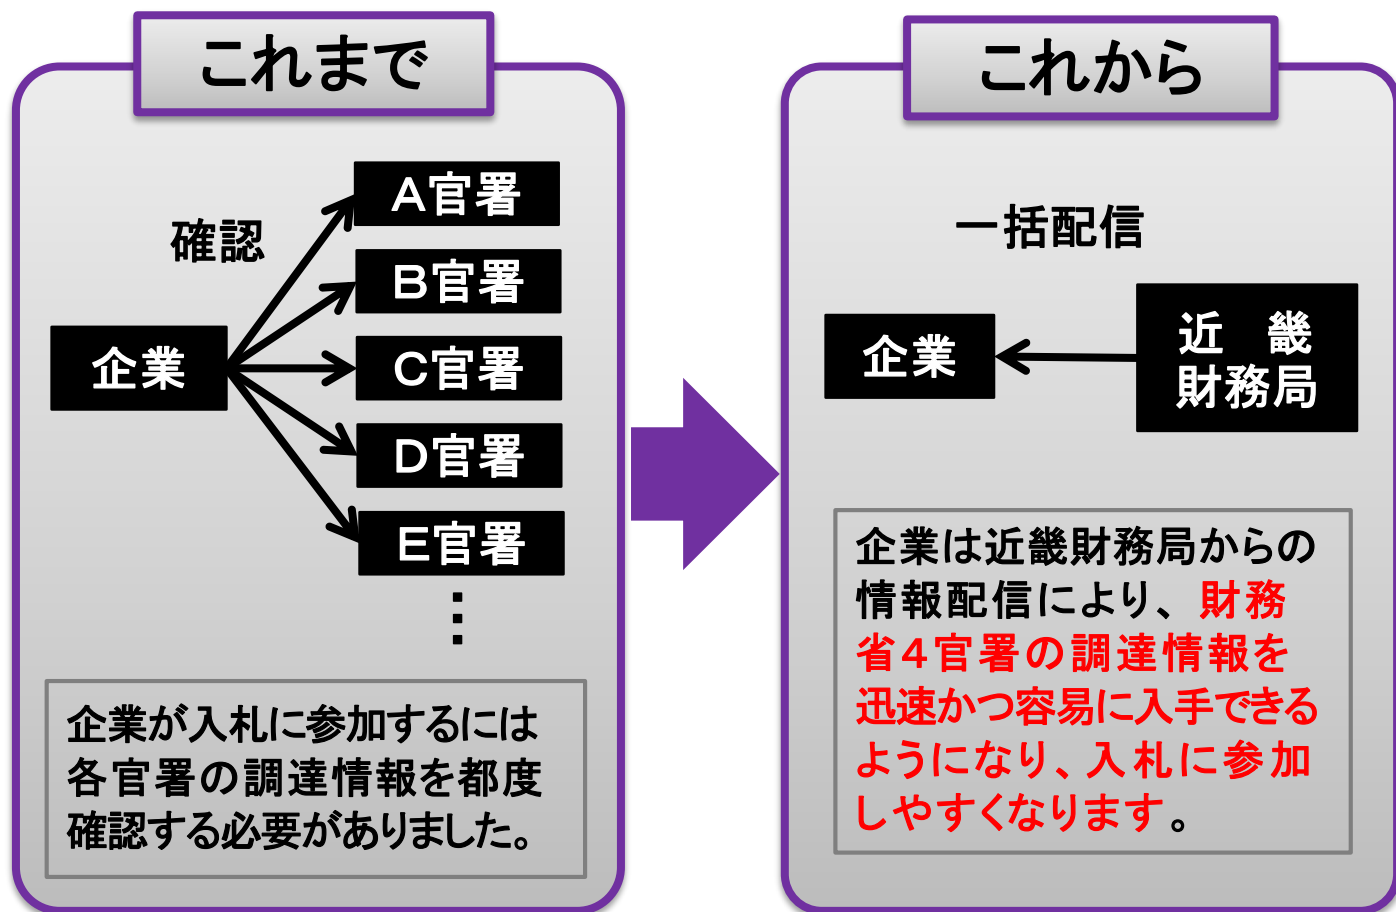 これまで
確認
企業
Ａ官署
Ｂ官署
Ｃ官署
Ｄ官署
Ｅ官署
⋮
企業が入札に参加するには
各官署の調達情報を都度
確認する必要がありました。
これから
一括配信
企業
近　畿
財務局
企業は近畿財務局からの
情報配信により、財務
省４官署の調達情報を
迅速かつ容易に入手できる
ようになり、入札に参加
しやすくなります。